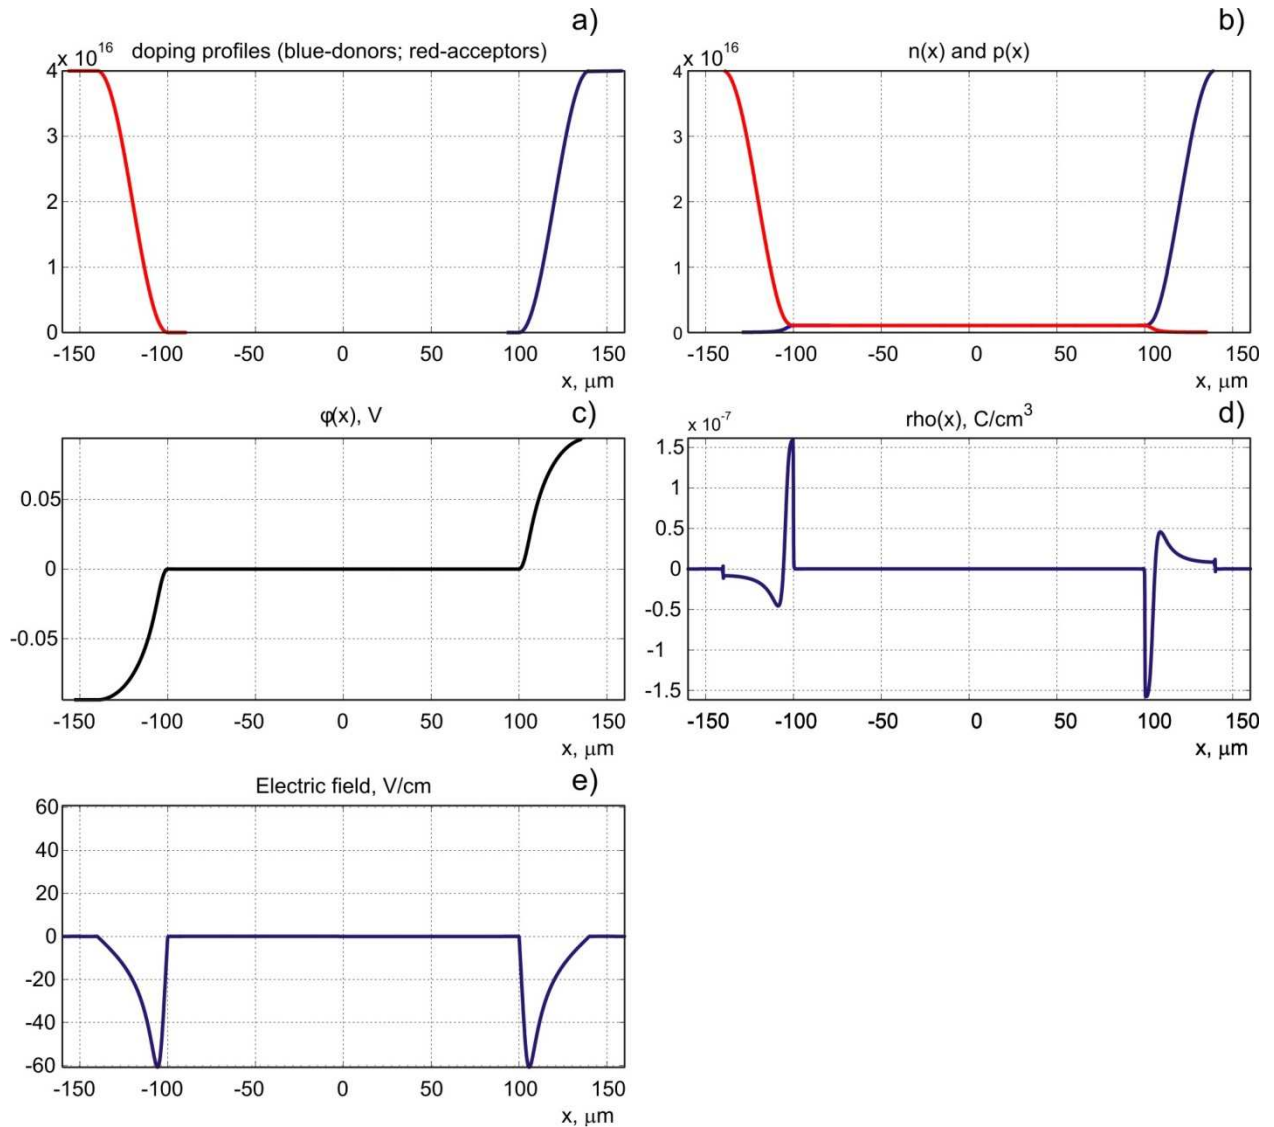 a)
x 10^16
doping profiles (blue-donors; red-acceptors)
4
3
2
1
0
-150 -100 -50 0 50 100 150
x, μm
b)
x 10^16
n(x) and p(x)
4
3
2
1
0
-150 -100 -50 0 50 100 150
x, μm
c)
φ(x), V
0.05
0
-0.05
-150 -100 -50 0 50 100 150
x, μm
d)
x 10^-7
rho(x), C/cm^3
1.5
1
0.5
0
-0.5
-1
-1.5
-150 -100 -50 0 50 100 150
x, μm
e)
Electric field, V/cm
60
40
20
0
-20
-40
-60
-150 -100 -50 0 50 100 150
x, μm